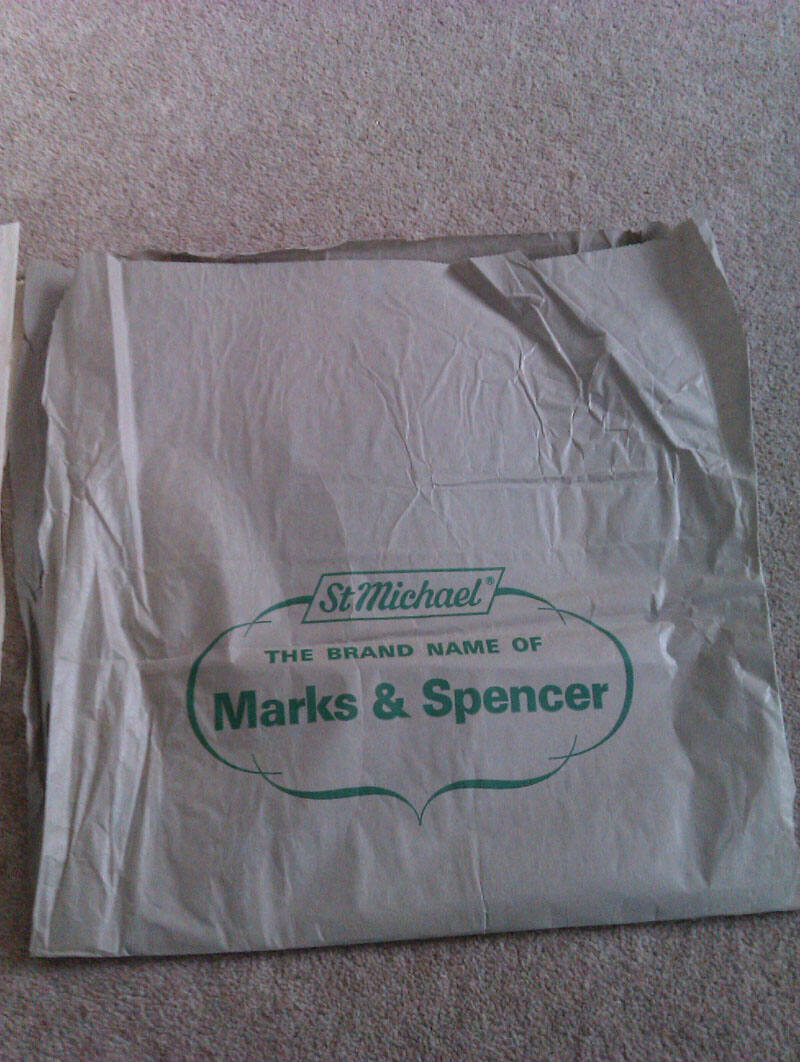 St Michael®
THE BRAND NAME OF
Marks & Spencer